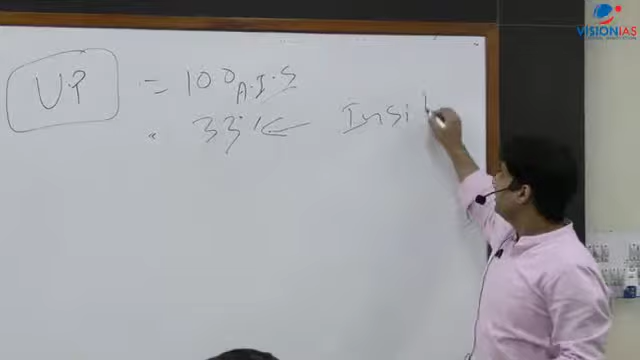 VISIONIAS
UP = 100 A.I.S
33% ← Insi